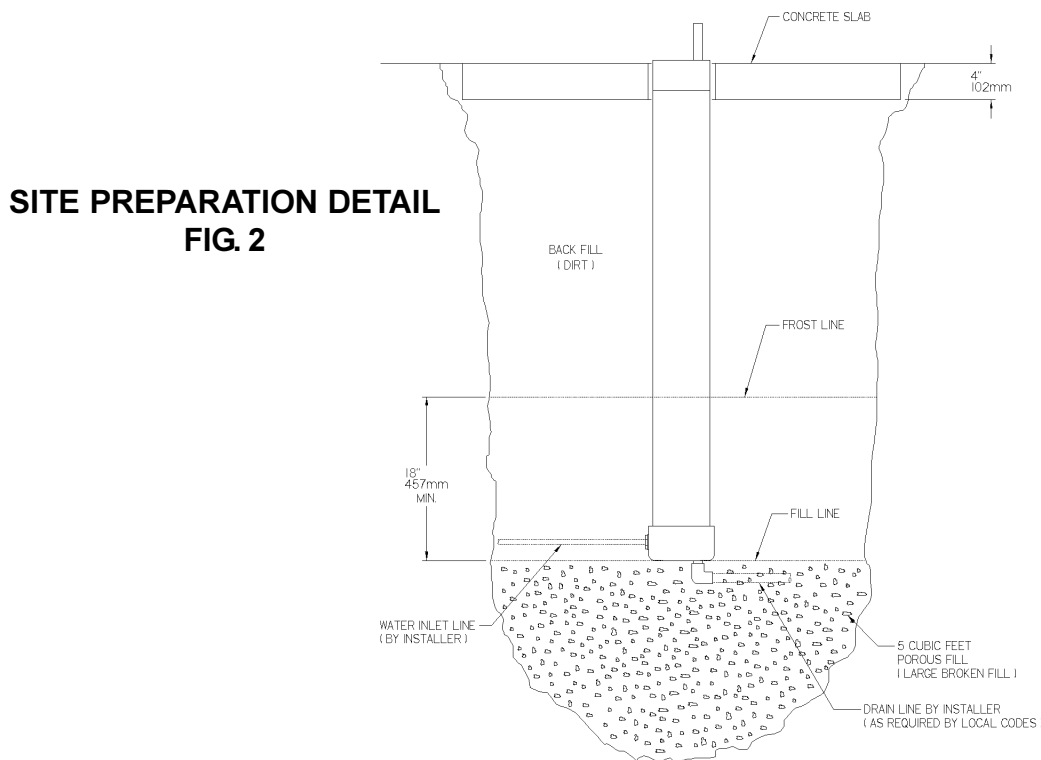 CONCRETE SLAB
4"
102mm
SITE PREPARATION DETAIL
FIG. 2
BACK FILL
( DIRT )
FROST LINE
18"
457mm
MIN.
FILL LINE
WATER INLET LINE
( BY INSTALLER )
5 CUBIC FEET
POROUS FILL
( LARGE BROKEN FILL )
DRAIN LINE BY INSTALLER
( AS REQUIRED BY LOCAL CODES